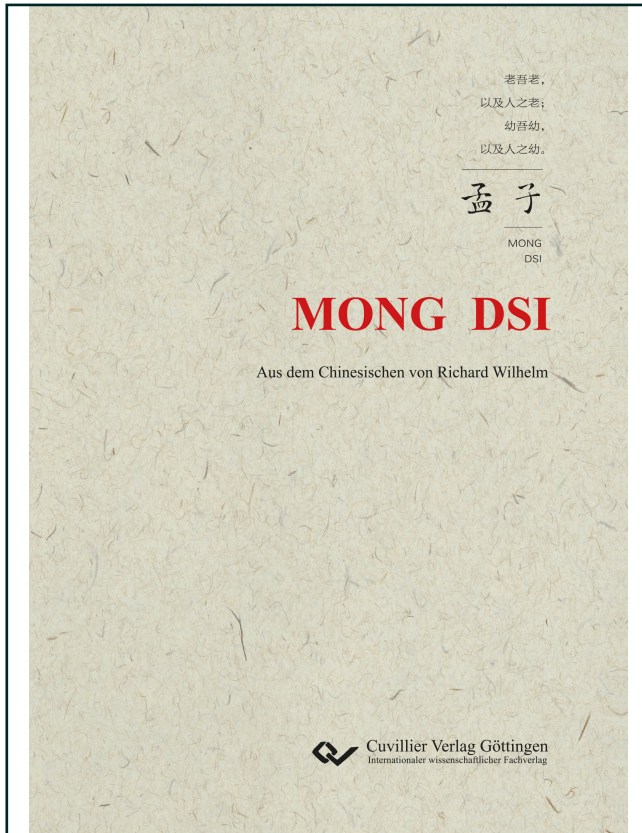 老吾老，
以及人之老；
幼吾幼，
以及人之幼。
孟 子
MONG
DSI
MONG DSI
Aus dem Chinesischen von Richard Wilhelm
Cuvillier Verlag Göttingen
Internationaler wissenschaftlicher Fachverlag